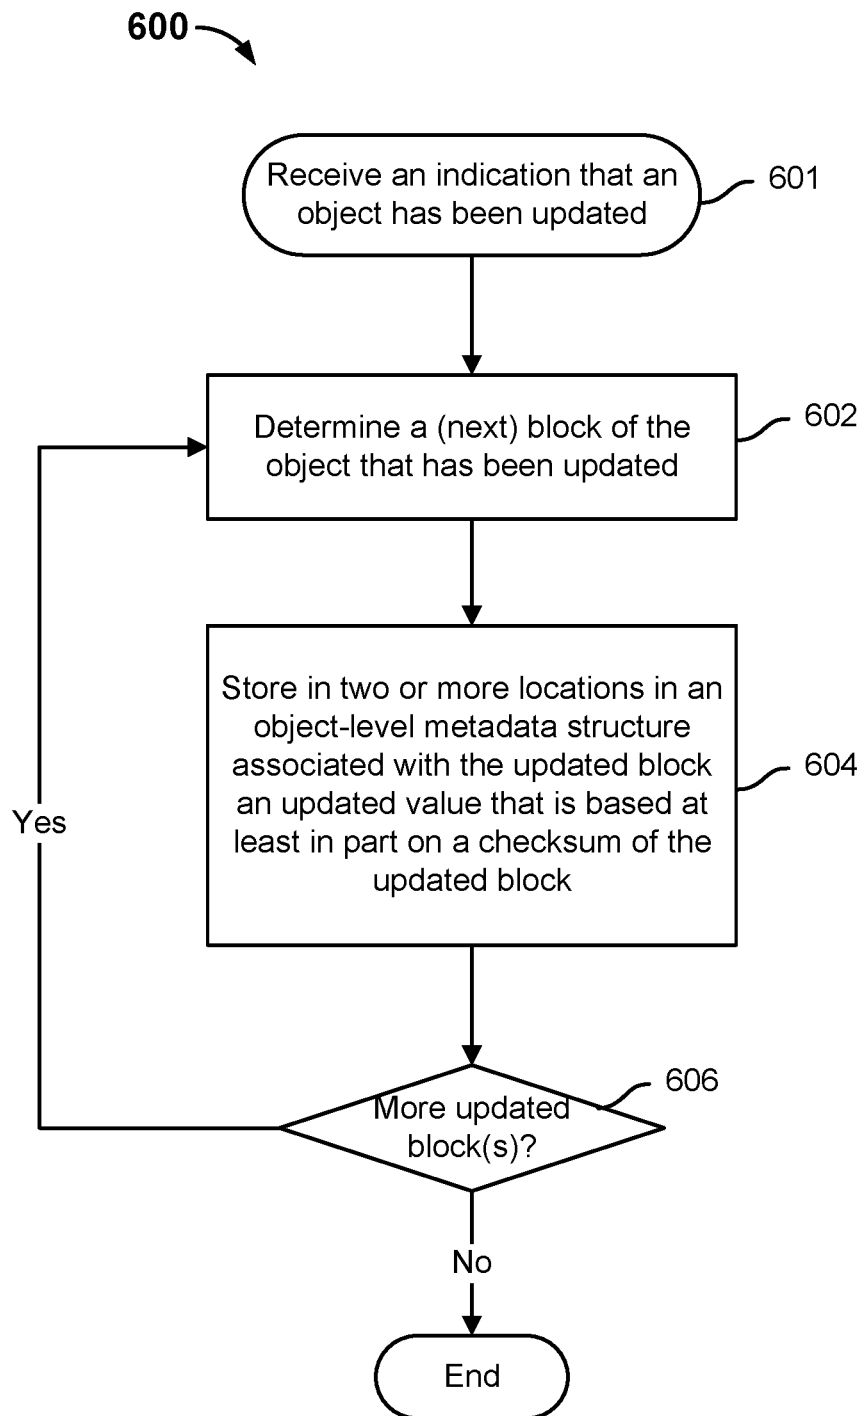 600
Receive an indication that an
object has been updated
601
Determine a (next) block of the
object that has been updated
602
Store in two or more locations in an
object-level metadata structure
associated with the updated block
an updated value that is based at
least in part on a checksum of the
updated block
604
Yes
More updated
block(s)?
606
No
End